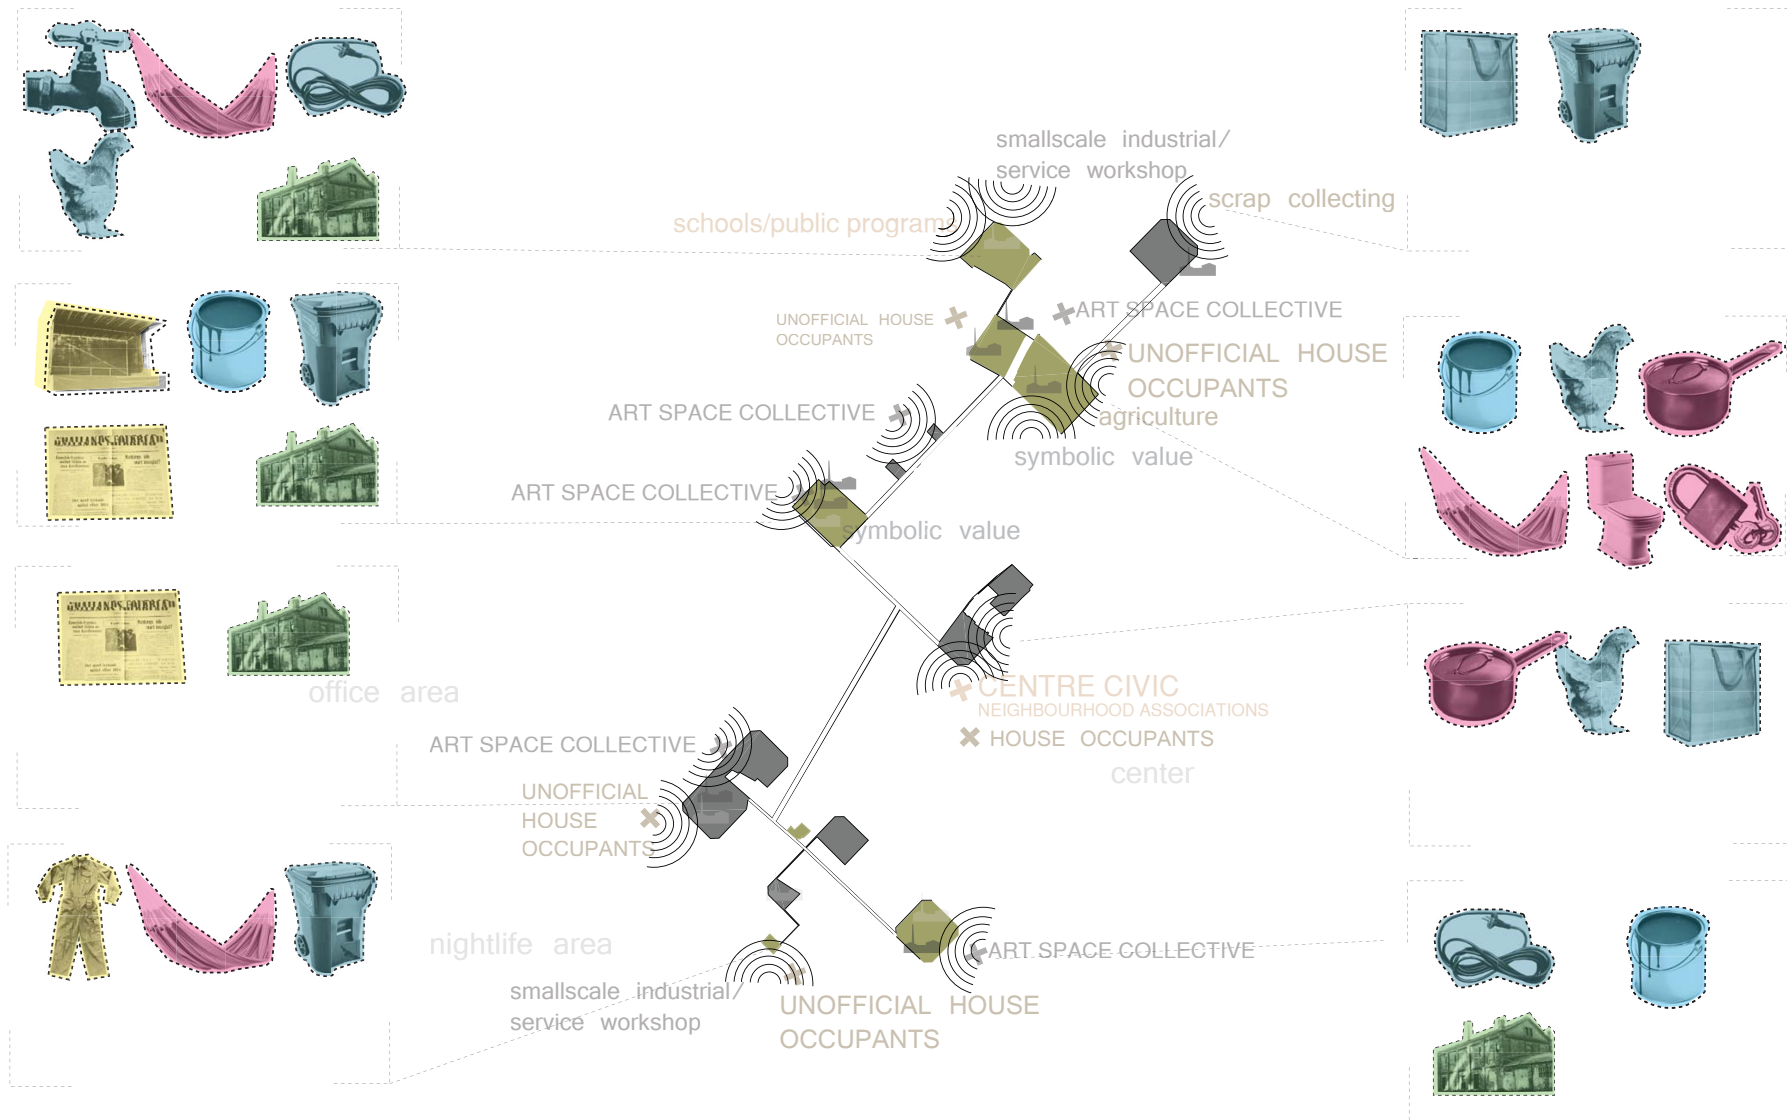 smallscale industrial/
service workshop
scrap collecting
schools/public programs
ART SPACE COLLECTIVE
UNOFFICIAL HOUSE
OCCUPANTS
UNOFFICIAL HOUSE
OCCUPANTS
agriculture
ART SPACE COLLECTIVE
symbolic value
ART SPACE COLLECTIVE
symbolic value
office area
CENTRE CIVIC
NEIGHBOURHOOD ASSOCIATIONS
HOUSE OCCUPANTS
ART SPACE COLLECTIVE
center
UNOFFICIAL
HOUSE
OCCUPANTS
nightlife area
ART SPACE COLLECTIVE
smallscale industrial/
service workshop
UNOFFICIAL HOUSE
OCCUPANTS